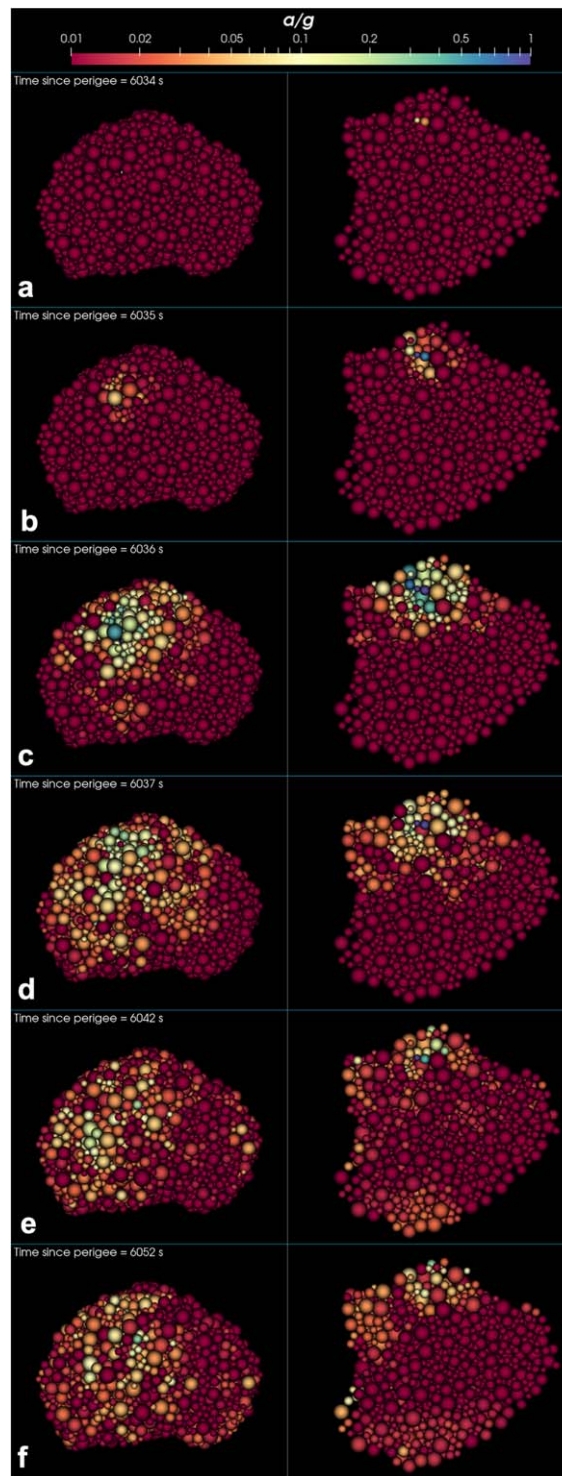 a/g
0.01 0.02 0.05 0.1 0.2 0.5 1
Time since perigee = 6034 s
a
Time since perigee = 6035 s
b
Time since perigee = 6036 s
c
Time since perigee = 6037 s
d
Time since perigee = 6042 s
e
Time since perigee = 6052 s
f